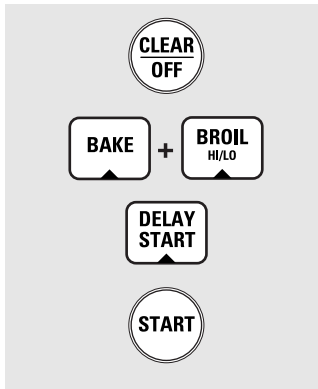 CLEAR
OFF
BAKE + BROIL
HI/LO
DELAY
START
START